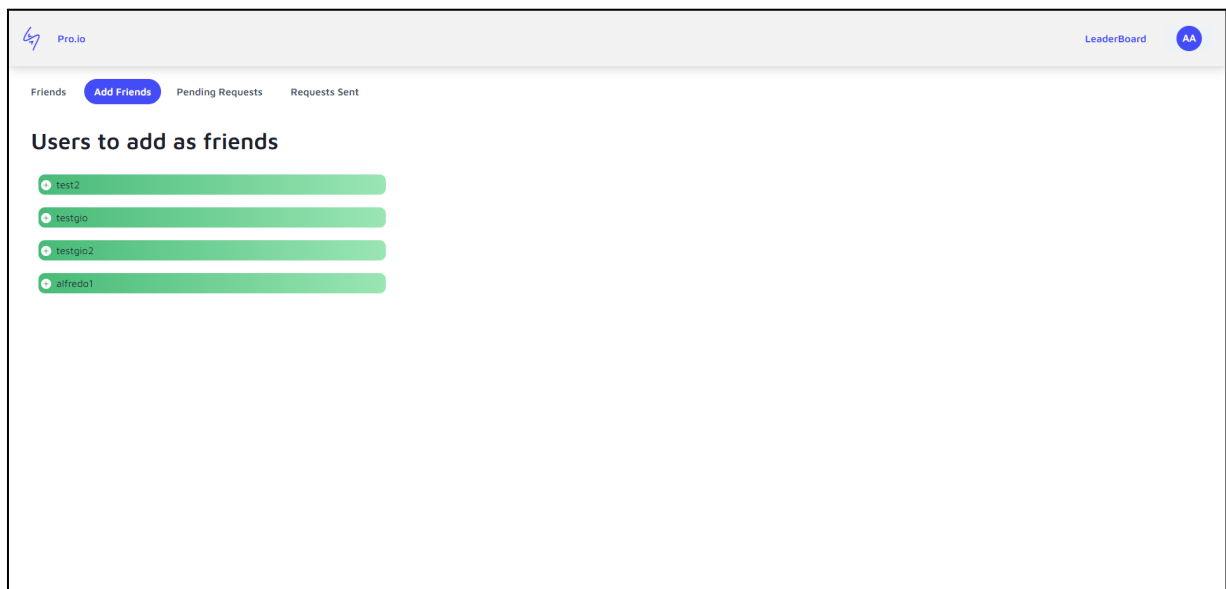 Pro.io LeaderBoard AA
Friends Add Friends Pending Requests Requests Sent
Users to add as friends
test2
testgio
testgio2
alfredo1